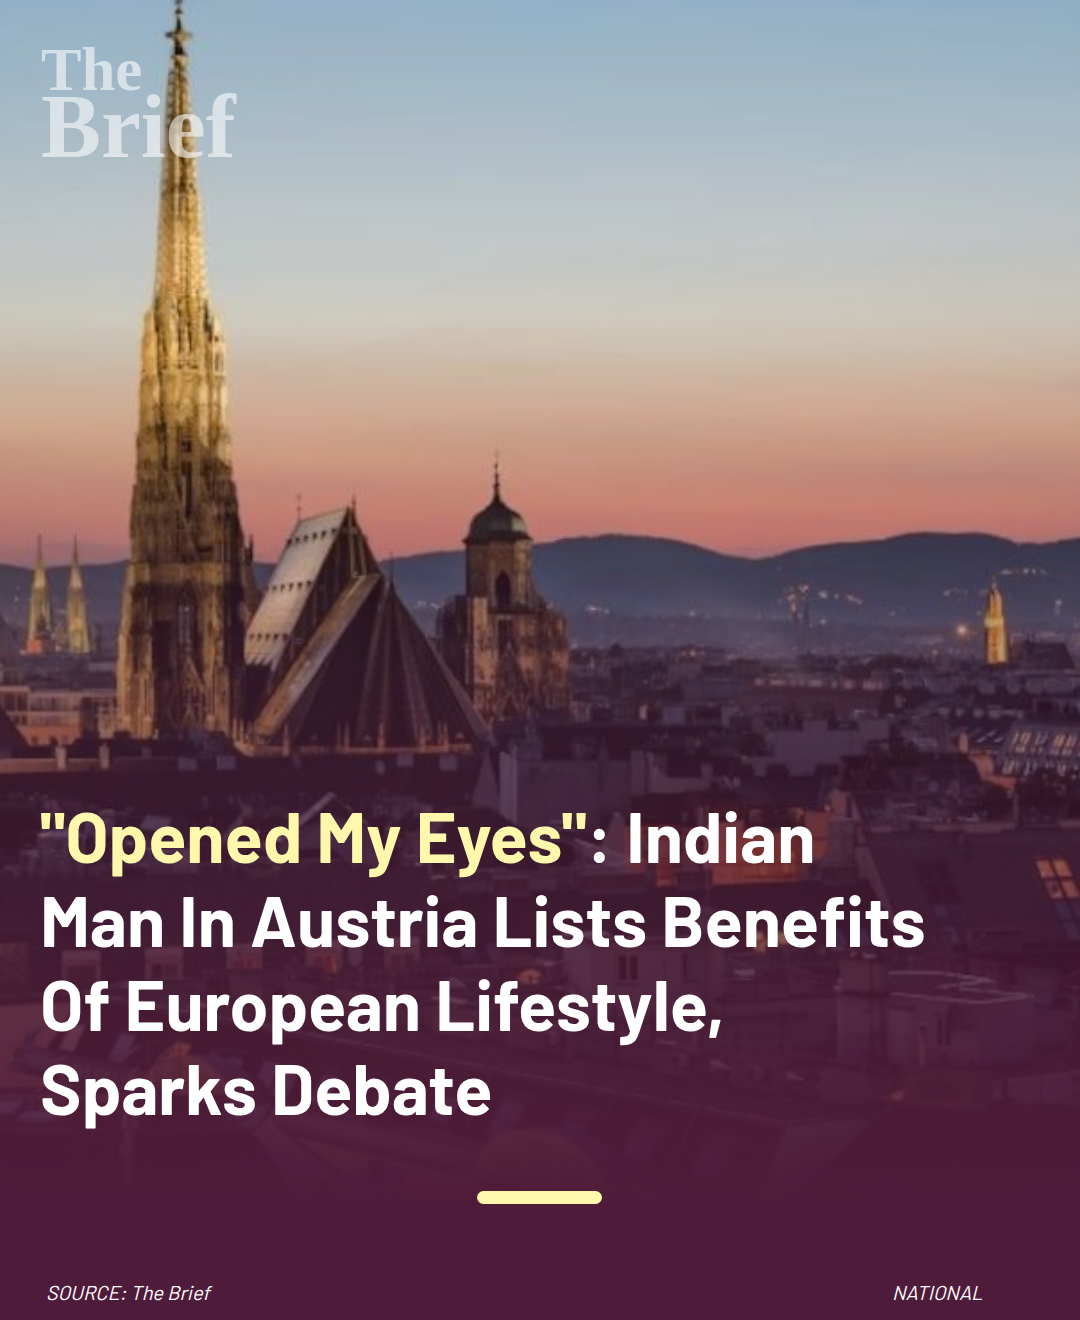 The
Brief
"Opened My Eyes": Indian
Man In Austria Lists Benefits
Of European Lifestyle,
Sparks Debate
SOURCE: The Brief
NATIONAL